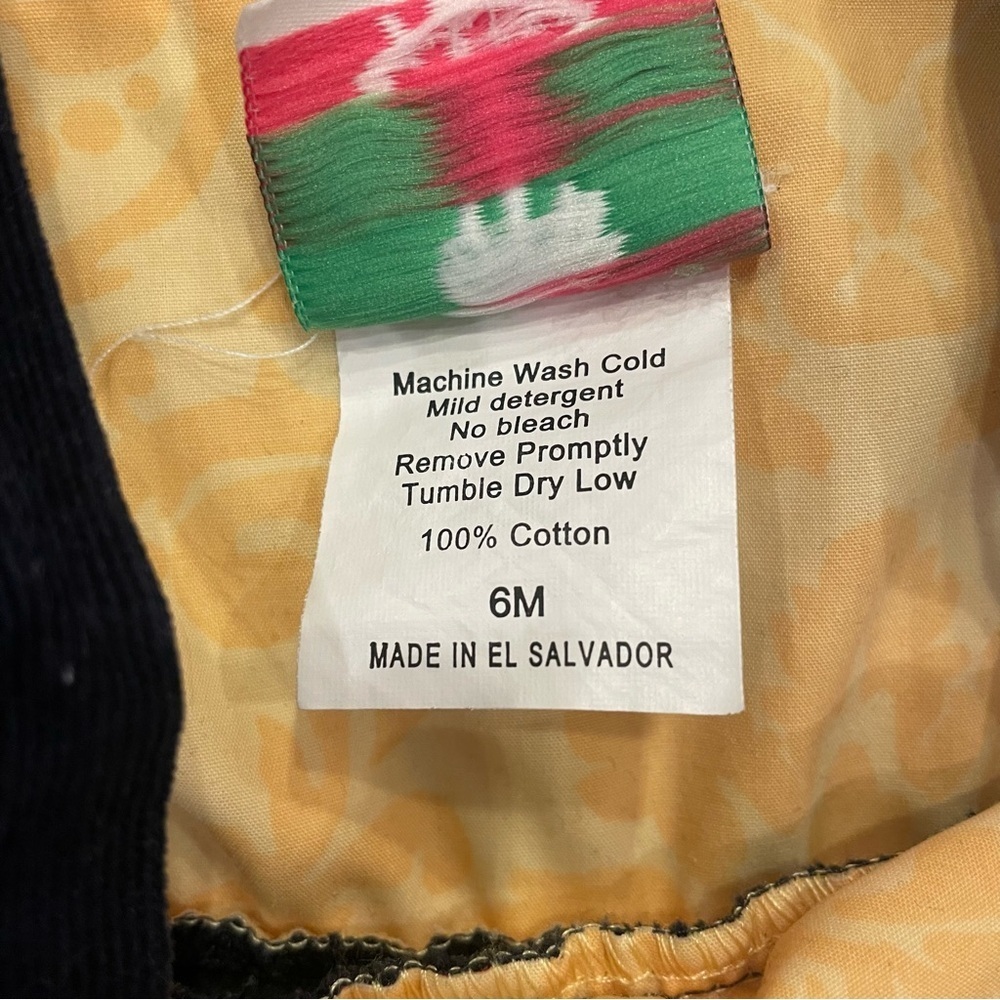 Machine Wash Cold
Mild detergent
No bleach
Remove Promptly
Tumble Dry Low
100% Cotton
6M
MADE IN EL SALVADOR